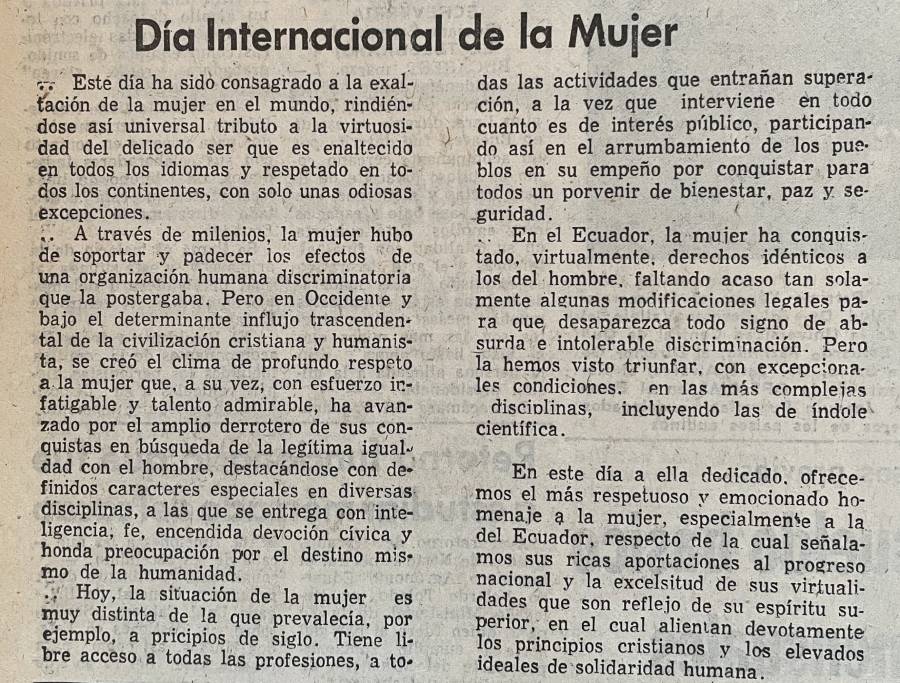 Día Internacional de la Mujer
Este día ha sido consagrado a la exal-
tación de la mujer en el mundo, rindién-
dose así universal tributo a la virtuosi-
dad del delicado ser que es enaltecido
en todos los idiomas y respetado en to-
dos los continentes, con solo unas odiosas
excepciones.
A través de milenios, la mujer hubo
de soportar y padecer los efectos de
una organización humana discriminatoria
que la postergaba. Pero en Occidente y
bajo el determinante influjo trascenden-
tal de la civilización cristiana y humanis-
ta, se creó el clima de profundo respeto
a la mujer que, a su vez, con esfuerzo in-
fatigable y talento admirable, ha avan-
zado por el amplio derrotero de sus con-
quistas en búsqueda de la legítima igual-
dad con el hombre, destacándose con de-
finidos caracteres especiales en diversas
disciplinas, a las que se entrega con inte-
ligencia, fe, encendida devoción cívica y
honda preocupación por el destino mis-
mo de la humanidad.
Hoy, la situación de la mujer es
muy distinta de la que prevalecía, por
ejemplo, a pricipios de siglo. Tiene li-
bre acceso a todas las profesiones, a to-
das las actividades que entrañan supera-
ción, a la vez que interviene en todo
cuanto es de interés público, participan-
do así en el arrumbamiento de los pue-
blos en su empeño por conquistar para
todos un porvenir de bienestar, paz y se-
guridad.
En el Ecuador, la mujer ha conquis-
tado, virtualmente, derechos idénticos a
los del hombre, faltando acaso tan sola-
mente algunas modificaciones legales pa-
ra que desaparezca todo signo de ab-
surda e intolerable discriminación. Pero
la hemos visto triunfar, con excepciona-
les condiciones, en las más complejas
disciplinas, incluyendo las de índole
científica.
En este día a ella dedicado, ofrece-
mos el más respetuoso y emocionado ho-
menaje a la mujer, especialmente a la
del Ecuador, respecto de la cual señala-
mos sus ricas aportaciones al progreso
nacional y la excelsitud de sus virtuali-
dades que son reflejo de su espíritu su-
perior, en el cual alientan devotamente
los principios cristianos y los elevados
ideales de solidaridad humana.